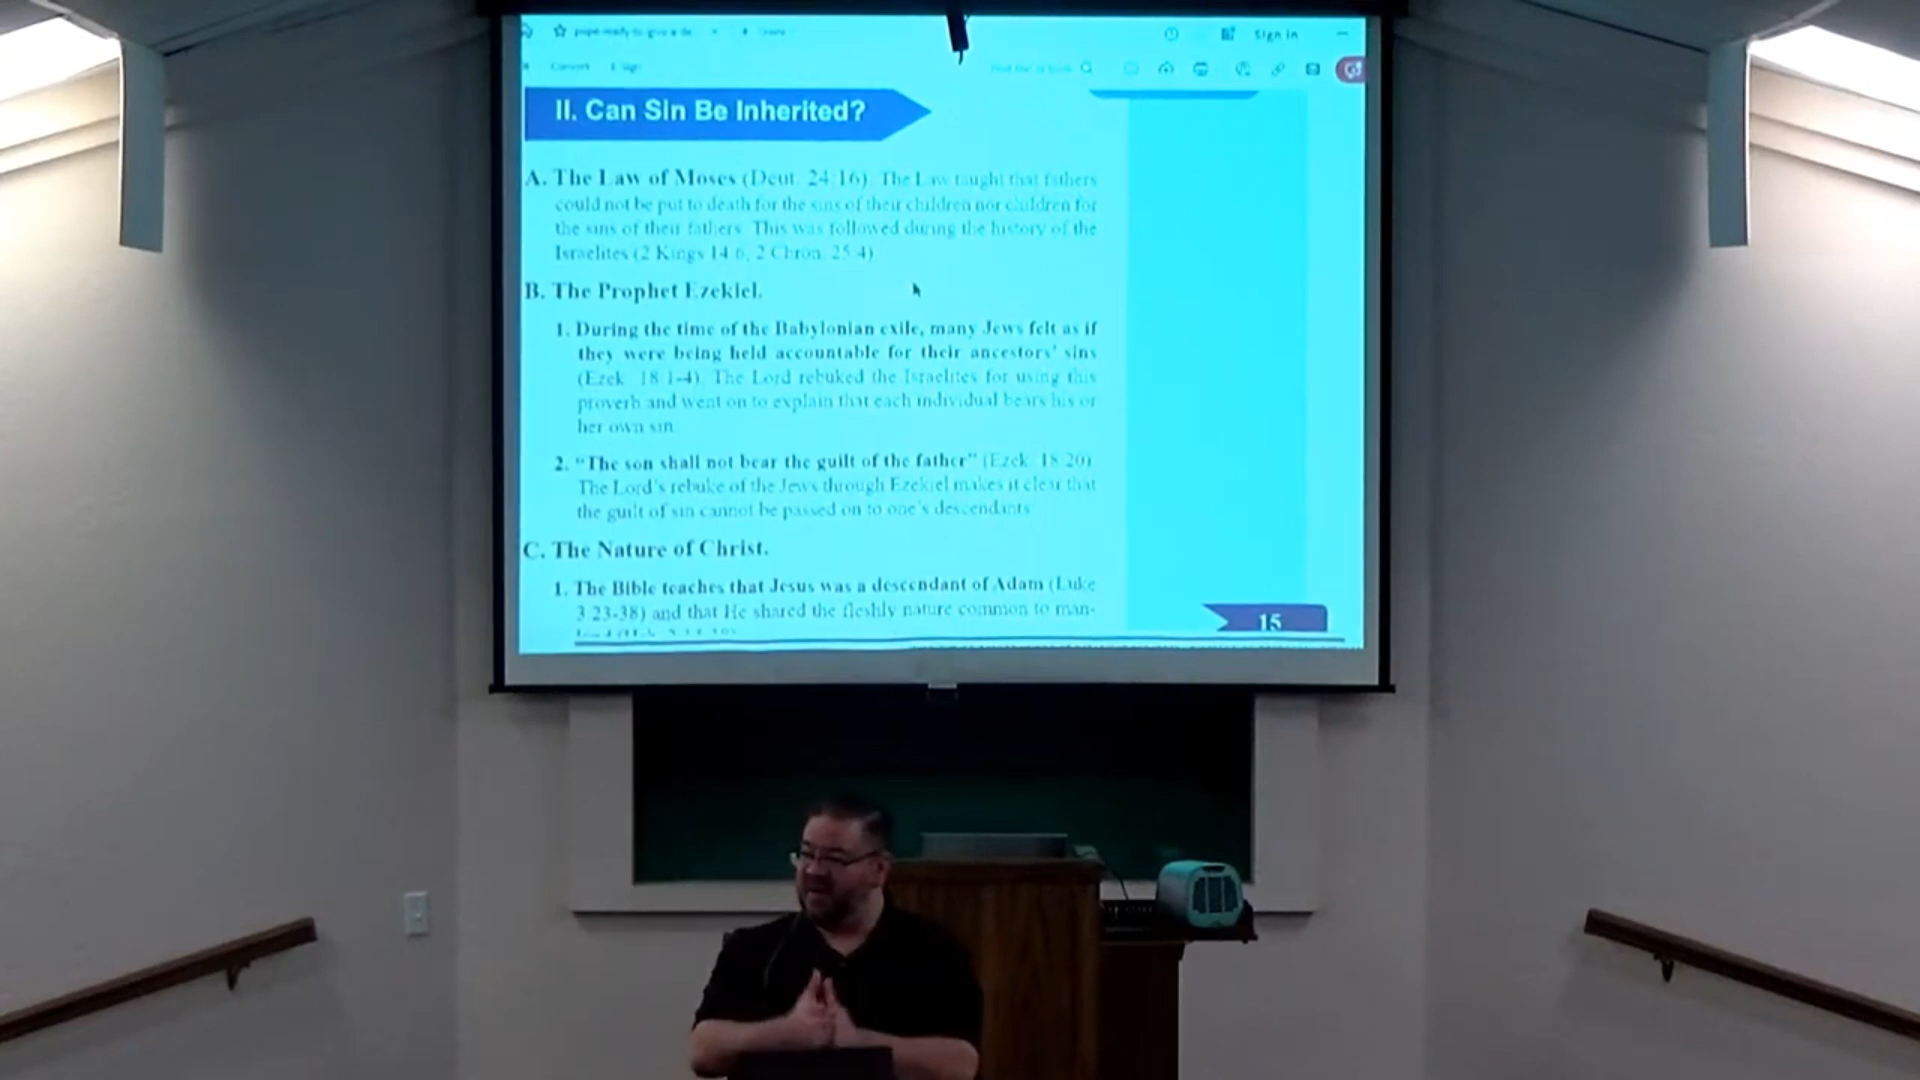 Sign in
Convert
Sign
II. Can Sin Be Inherited?
A. The Law of Moses (Deut. 24:16). The Law taught that fathers
could not be put to death for the sins of their children nor children for
the sins of their fathers. This was followed during the history of the
Israelites (2 Kings 14:6; 2 Chron. 25:4).
B. The Prophet Ezekiel.
1. During the time of the Babylonian exile, many Jews felt as if
they were being held accountable for their ancestors' sins
(Ezek. 18:1-4). The Lord rebuked the Israelites for using this
proverb and went on to explain that each individual bears his or
her own sin.
2. "The son shall not bear the guilt of the father" (Ezek. 18:20).
The Lord's rebuke of the Jews through Ezekiel makes it clear that
the guilt of sin cannot be passed on to one's descendants.
C. The Nature of Christ.
1. The Bible teaches that Jesus was a descendant of Adam (Luke
3:23-38) and that He shared the fleshly nature common to man-
15